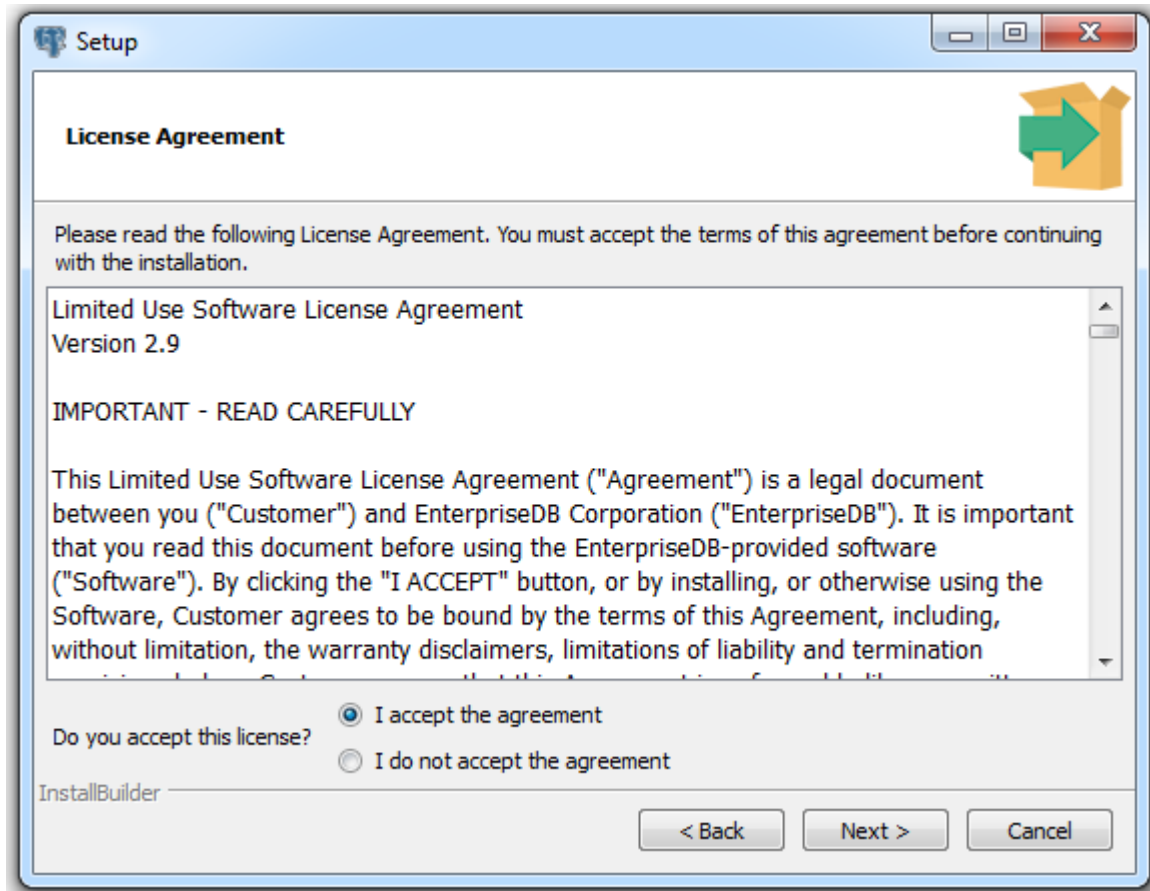 Setup
License Agreement
Please read the following License Agreement. You must accept the terms of this agreement before continuing
with the installation.
Limited Use Software License Agreement
Version 2.9
IMPORTANT - READ CAREFULLY
This Limited Use Software License Agreement ("Agreement") is a legal document
between you ("Customer") and EnterpriseDB Corporation ("EnterpriseDB"). It is important
that you read this document before using the EnterpriseDB-provided software
("Software"). By clicking the "I ACCEPT" button, or by installing, or otherwise using the
Software, Customer agrees to be bound by the terms of this Agreement, including,
without limitation, the warranty disclaimers, limitations of liability and termination
Do you accept this license?
I accept the agreement
I do not accept the agreement
InstallBuilder
< Back
Next >
Cancel